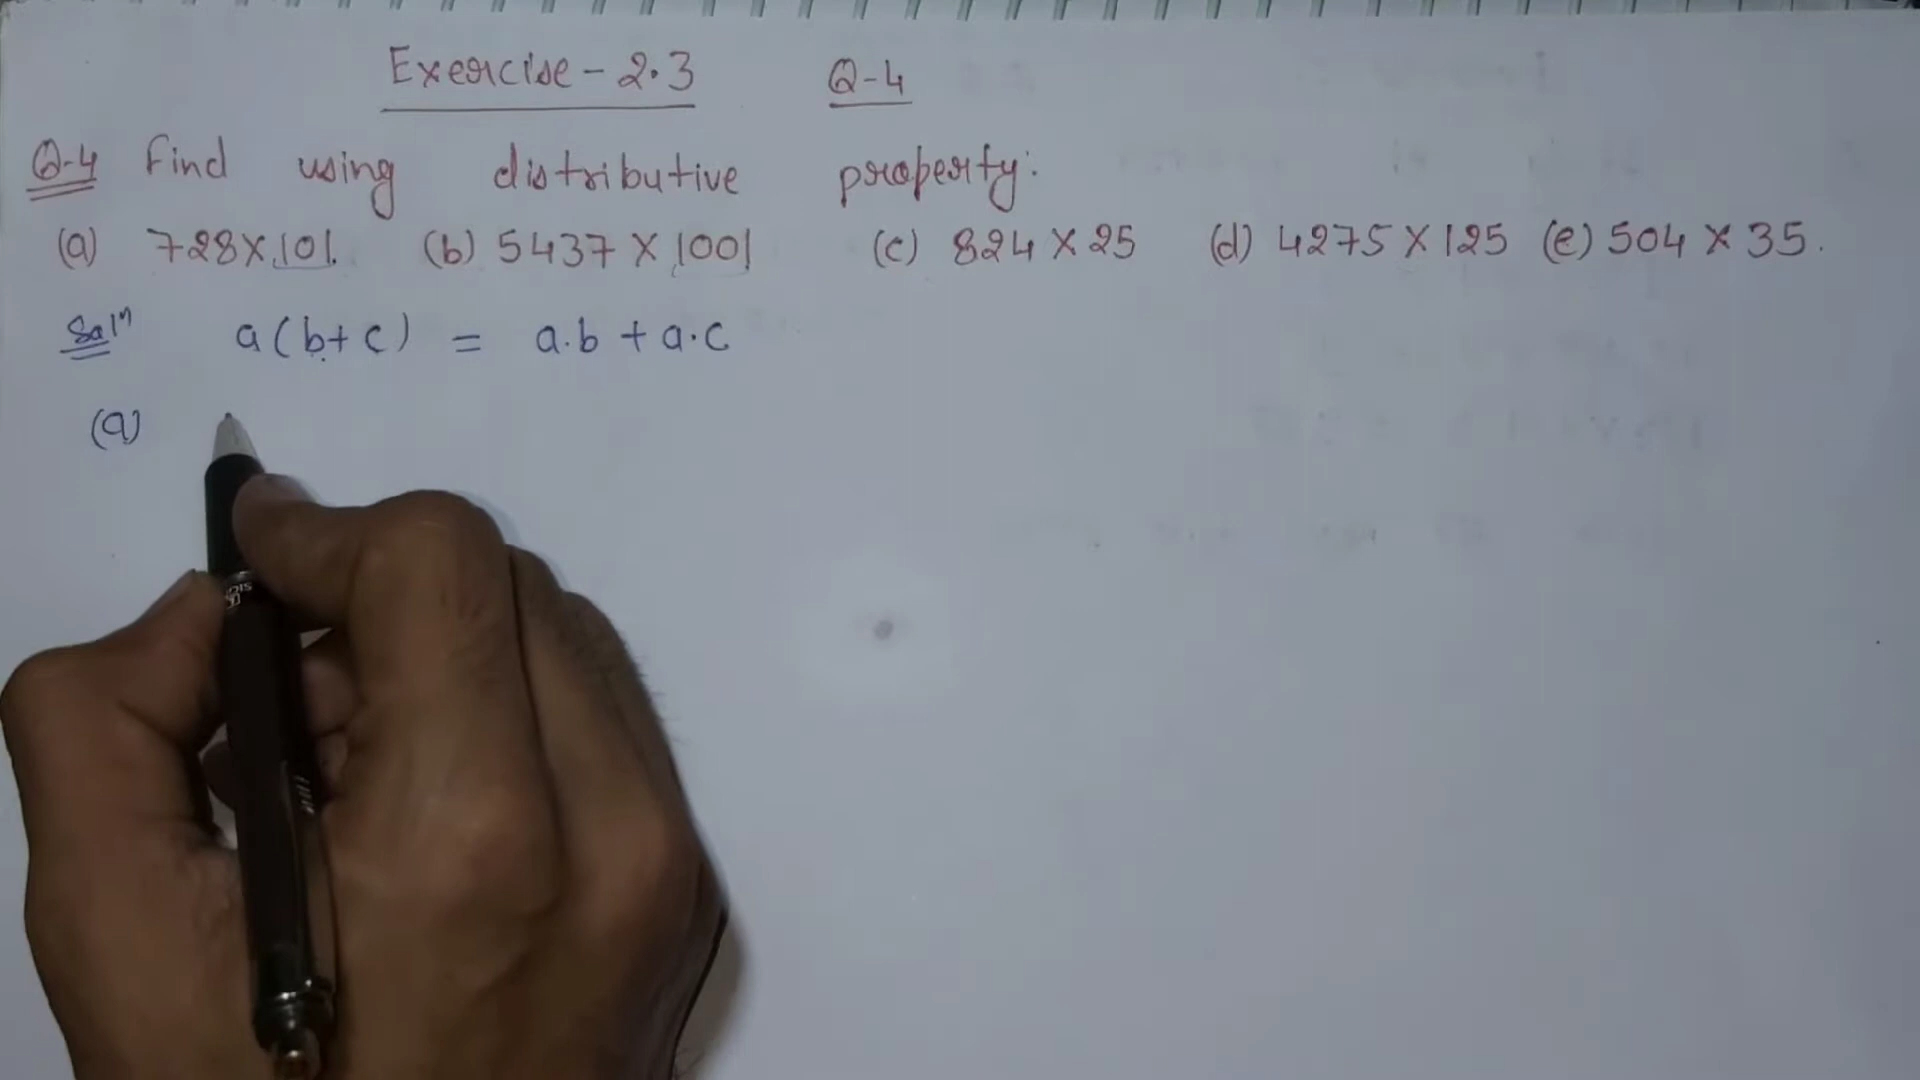 Exercise - 2.3 Q-4
Q-4 Find using distributive property:
(a) 728 × 101. (b) 5437 × 1001 (c) 824 × 25 (d) 4275 × 125 (e) 504 × 35.
Solⁿ a(b+c) = a.b + a.c
(a)